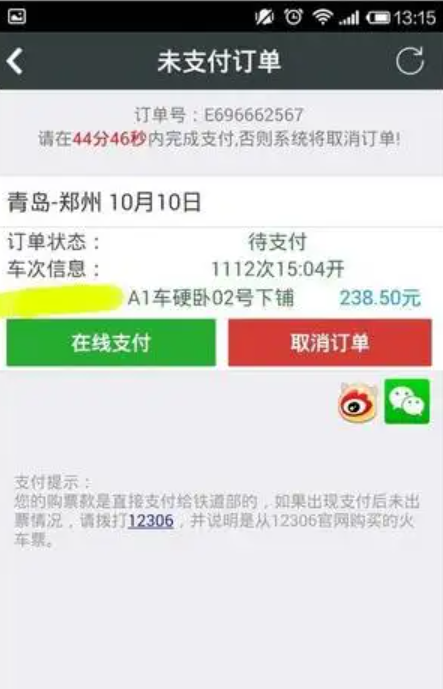 13:15
未支付订单
订单号：E696662567
请在44分46秒内完成支付,否则系统将取消订单!
青岛-郑州 10月10日
订单状态： 待支付
车次信息： 1112次15:04开
A1车硬卧02号下铺 238.50元
在线支付 取消订单
支付提示：
您的购票款是直接支付给铁道部的，如果出现支付后未出
票情况，请拨打12306，并说明是从12306官网购买的火
车票。